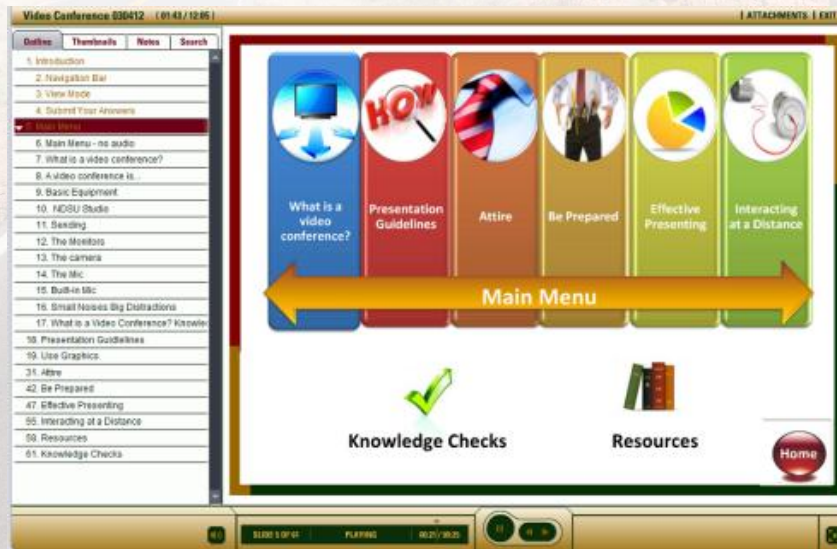 Video Conference 030412 (01:43 / 12:05)
| ATTACHMENTS | EXIT
Outline Thumbnails Notes Search
1. Introduction
2. Navigation Bar
3. View Mode
4. Submit Your Answers
5. Main Menu
6. Main Menu - no audio
7. What is a video conference?
8. A video conference is...
9. Basic Equipment
10. NDSU Studio
11. Sending
12. The Monitors
13. The camera
14. The Mic
15. Built-in Mic
16. Small Noises Big Distractions
17. What is a Video Conference? Knowle
18. Presentation Guidlelines
19. Use Graphics.
31. Attire
42. Be Prepared
47. Effective Presenting
55. Interacting at a Distance
59. Resources
61. Knowledge Checks
HOW
What is a
video
conference?
Presentation
Guidelines
Attire
Be Prepared
Effective
Presenting
Interacting
at a Distance
Main Menu
Knowledge Checks
Resources
Home
SLIDE 5 OF 61
PLAYING